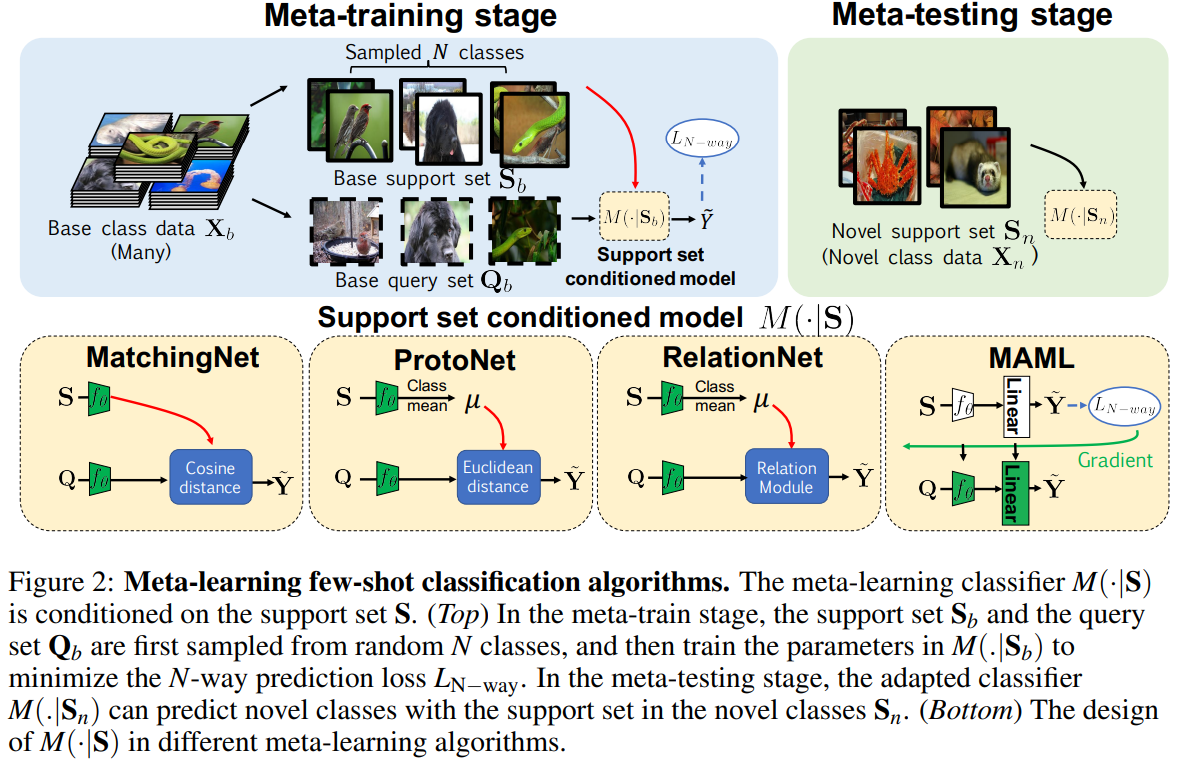 Meta-training stage
Meta-testing stage
Sampled N classes
Base class data X_b
(Many)
Base support set S_b
Base query set Q_b
M(·|S_b)
Ỹ
L_{N-way}
Support set
conditioned model
Novel support set S_n
(Novel class data X_n )
M(·|S_n)
Support set conditioned model M(·|S)
MatchingNet
S
f_θ
Q
f_θ
Cosine
distance
Ỹ
ProtoNet
S
f_θ
Class
mean
μ
Q
f_θ
Euclidean
distance
Ỹ
RelationNet
S
f_θ
Class
mean
μ
Q
f_θ
Relation
Module
Ỹ
MAML
S
f_θ
Linear
Ỹ
L_{N-way}
Gradient
Q
f_θ
Linear
Ỹ
Figure 2: Meta-learning few-shot classification algorithms. The meta-learning classifier M(·|S)
is conditioned on the support set S. (Top) In the meta-train stage, the support set S_b and the query
set Q_b are first sampled from random N classes, and then train the parameters in M(.|S_b) to
minimize the N-way prediction loss L_{N-way}. In the meta-testing stage, the adapted classifier
M(.|S_n) can predict novel classes with the support set in the novel classes S_n. (Bottom) The design
of M(·|S) in different meta-learning algorithms.